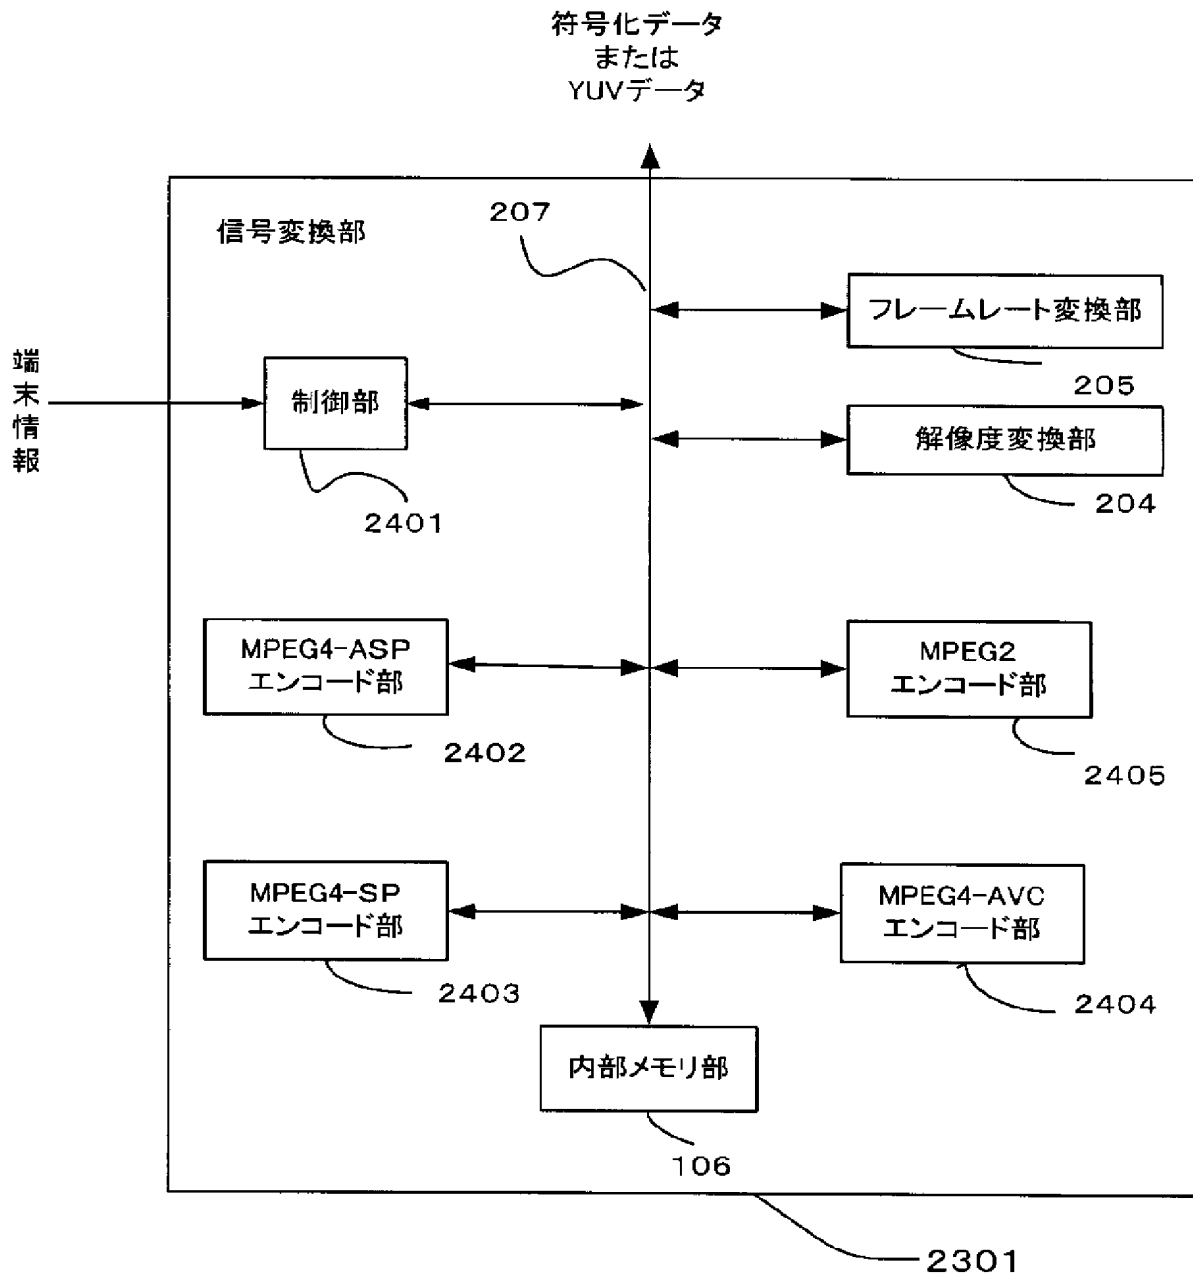 符号化データ
または
YUVデータ
信号変換部
207
フレームレート変換部
205
端末情報
制御部
2401
解像度変換部
204
MPEG4-ASP
エンコード部
2402
MPEG2
エンコード部
2405
MPEG4-SP
エンコード部
2403
MPEG4-AVC
エンコード部
2404
内部メモリ部
106
2301